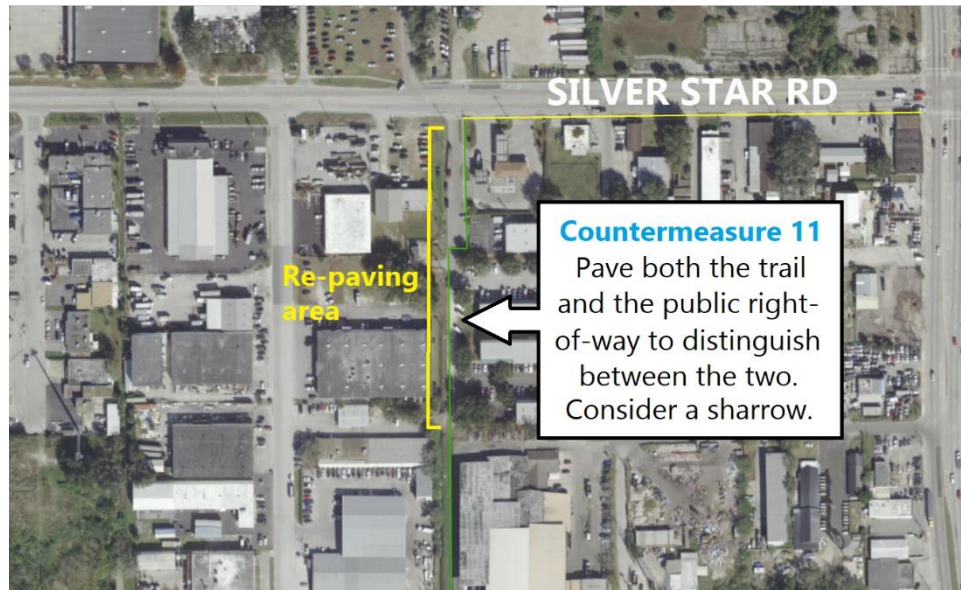 SILVER STAR RD
Re-paving
area
Countermeasure 11
Pave both the trail
and the public right-
of-way to distinguish
between the two.
Consider a sharrow.